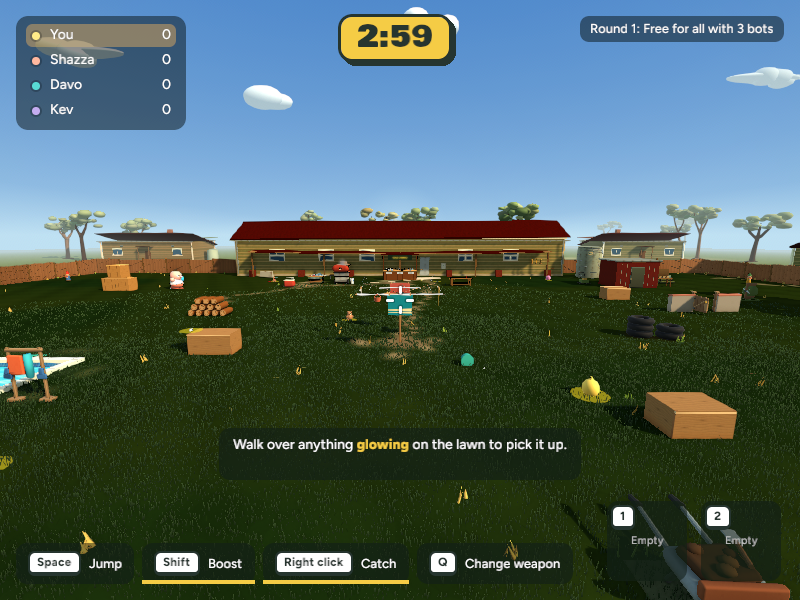 You 0
Shazza 0
Davo 0
Kev 0
2:59
Round 1: Free for all with 3 bots
Walk over anything glowing on the lawn to pick it up.
Space Jump
Shift Boost
Right click Catch
Q Change weapon
1 Empty
2 Empty